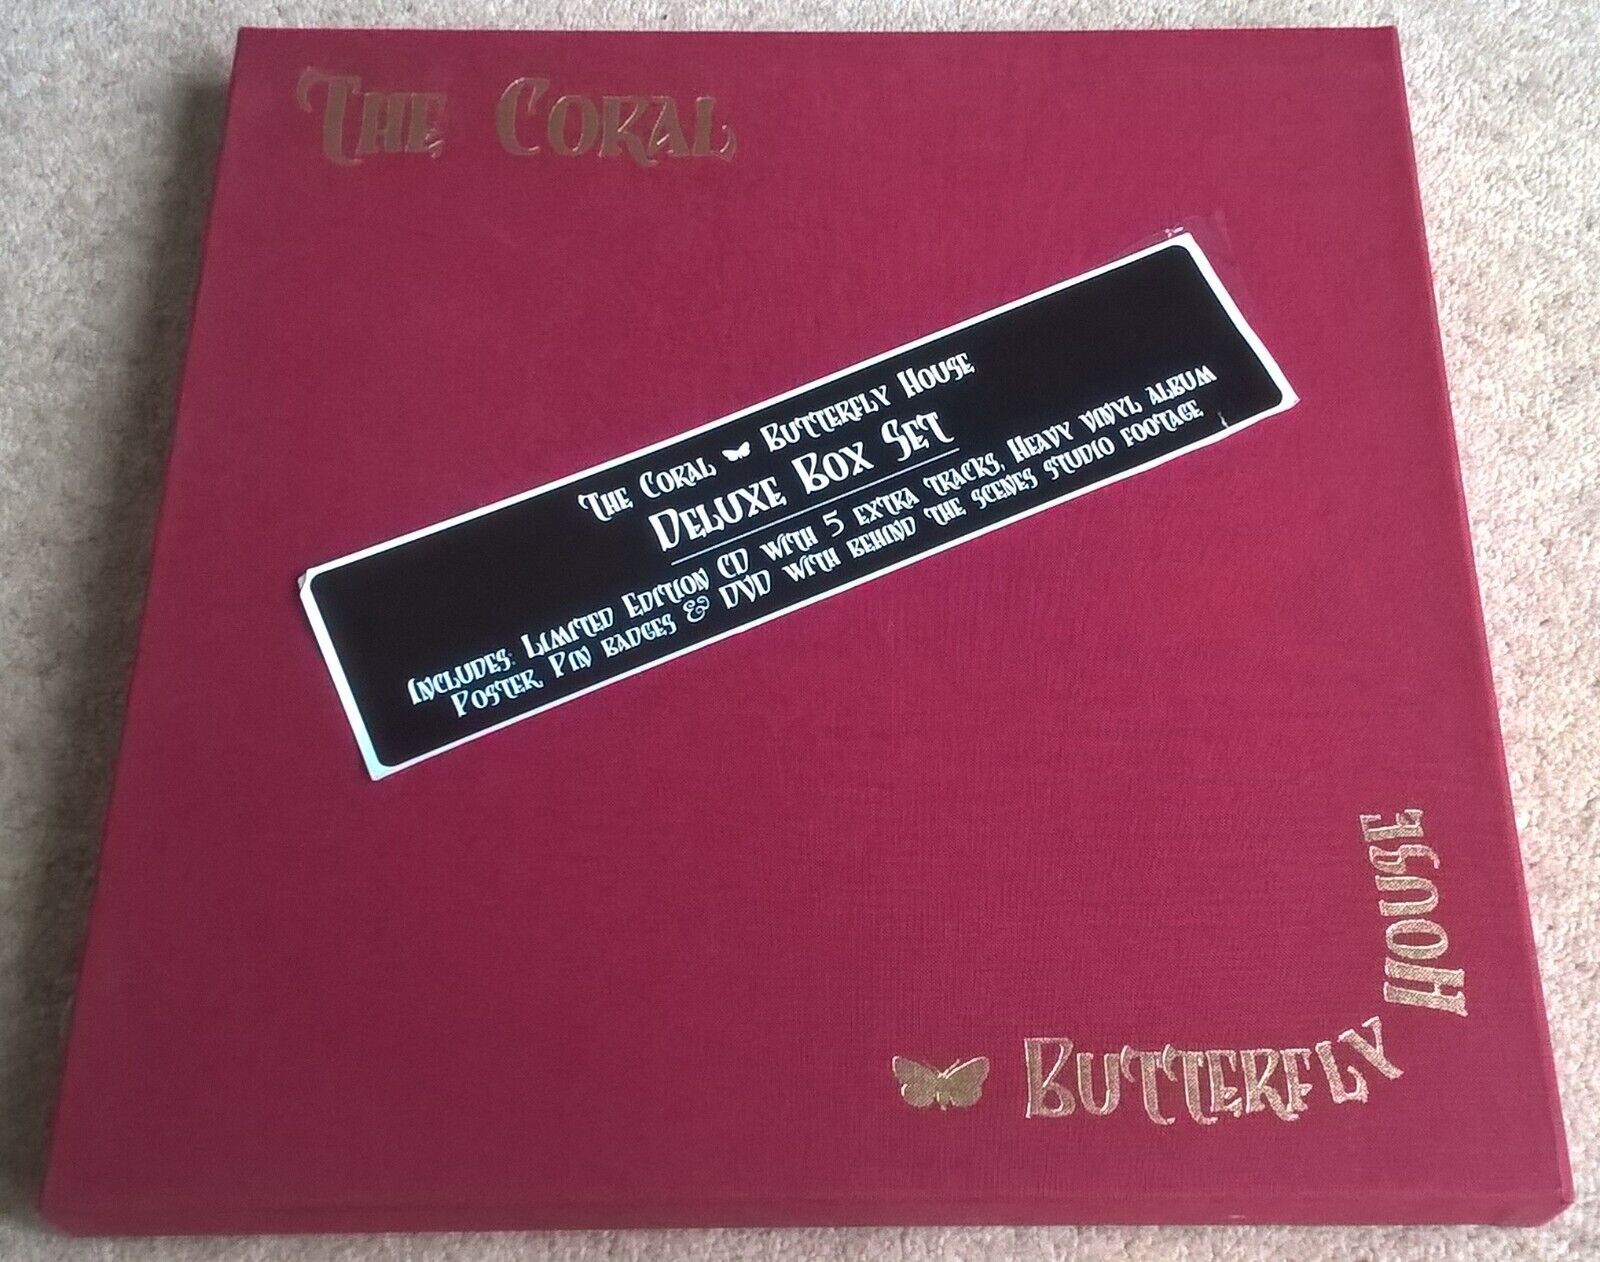 The Coral
The Coral Butterfly House
Deluxe Box Set
Includes: Limited Edition CD with 5 extra tracks, Heavy vinyl album
Poster Pin badges & DVD with behind the scenes studio footage
Butterfly House